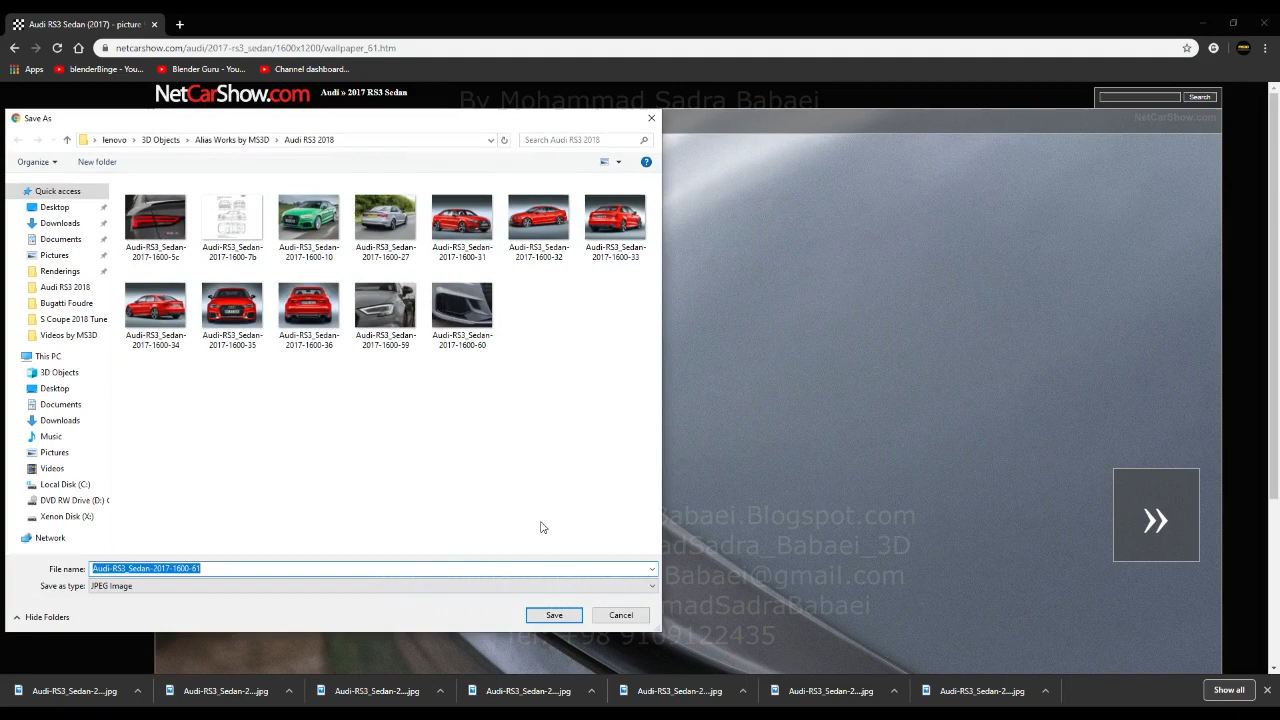 Audi RS3 Sedan (2017) - picture
netcarshow.com/audi/2017-rs3_sedan/1600x1200/wallpaper_61.htm
Apps blenderBinge - You... Blender Guru - You... Channel dashboard...
NetCarShow.com Audi » 2017 RS3 Sedan Search
By Mohammad Sadra Babaei
NetCarShow.com
Save As
lenovo 3D Objects Alias Works by MS3D Audi RS3 2018 Search Audi RS3 2018
Organize New folder
Quick access
Desktop
Downloads
Documents
Pictures
Renderings
Audi RS3 2018
Bugatti Foudre
S Coupe 2018 Tune
Videos by MS3D
This PC
3D Objects
Desktop
Documents
Downloads
Music
Pictures
Videos
Local Disk (C:)
DVD RW Drive (D:)
Xenon Disk (X:)
Network
Audi-RS3_Sedan-2017-1600-5c
Audi-RS3_Sedan-2017-1600-7b
Audi-RS3_Sedan-2017-1600-10
Audi-RS3_Sedan-2017-1600-27
Audi-RS3_Sedan-2017-1600-31
Audi-RS3_Sedan-2017-1600-32
Audi-RS3_Sedan-2017-1600-33
Audi-RS3_Sedan-2017-1600-34
Audi-RS3_Sedan-2017-1600-35
Audi-RS3_Sedan-2017-1600-36
Audi-RS3_Sedan-2017-1600-59
Audi-RS3_Sedan-2017-1600-60
File name: Audi-RS3_Sedan-2017-1600-61
Save as type: JPEG Image
Hide Folders Save Cancel
Babaei.Blogspot.com
adSadra_Babaei_3D
Babaei@gmail.com
madSadraBabaei
Tel: +98 9109122435
Audi-RS3_Sedan-2....jpg Audi-RS3_Sedan-2....jpg Audi-RS3_Sedan-2....jpg Audi-RS3_Sedan-2....jpg Audi-RS3_Sedan-2....jpg Audi-RS3_Sedan-2....jpg Audi-RS3_Sedan-2....jpg Show all